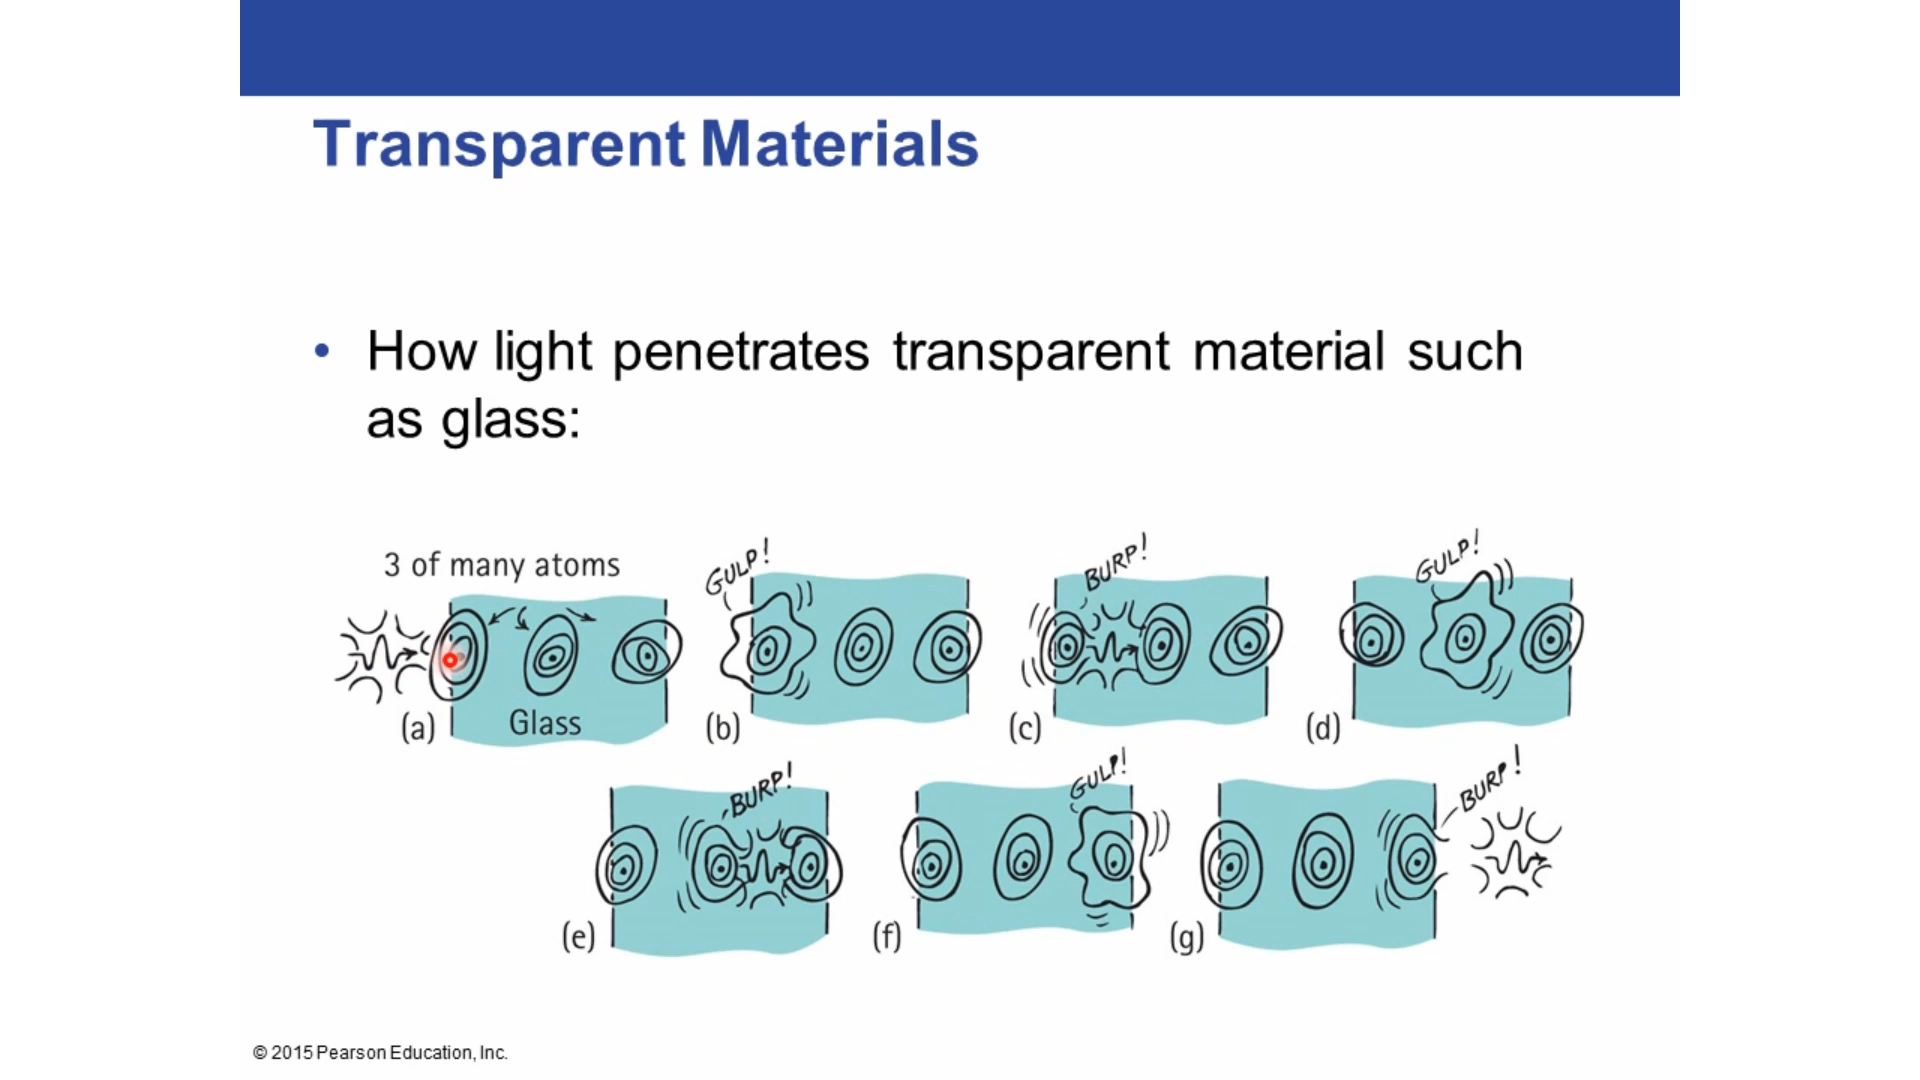 Transparent Materials
• How light penetrates transparent material such
as glass:
3 of many atoms
Glass
(a)
GULP!
(b)
BURP!
(c)
GULP!
(d)
BURP!
(e)
GULP!
(f)
BURP!
(g)
© 2015 Pearson Education, Inc.